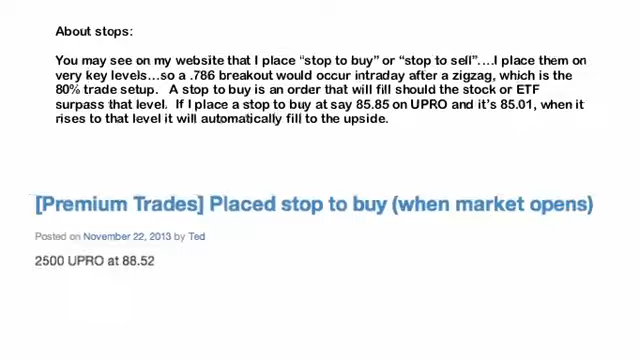 About stops:
You may see on my website that I place "stop to buy" or "stop to sell"....I place them on
very key levels...so a .786 breakout would occur intraday after a zigzag, which is the
80% trade setup. A stop to buy is an order that will fill should the stock or ETF
surpass that level. If I place a stop to buy at say 85.85 on UPRO and it's 85.01, when it
rises to that level it will automatically fill to the upside.
[Premium Trades] Placed stop to buy (when market opens)
Posted on November 22, 2013 by Ted
2500 UPRO at 88.52